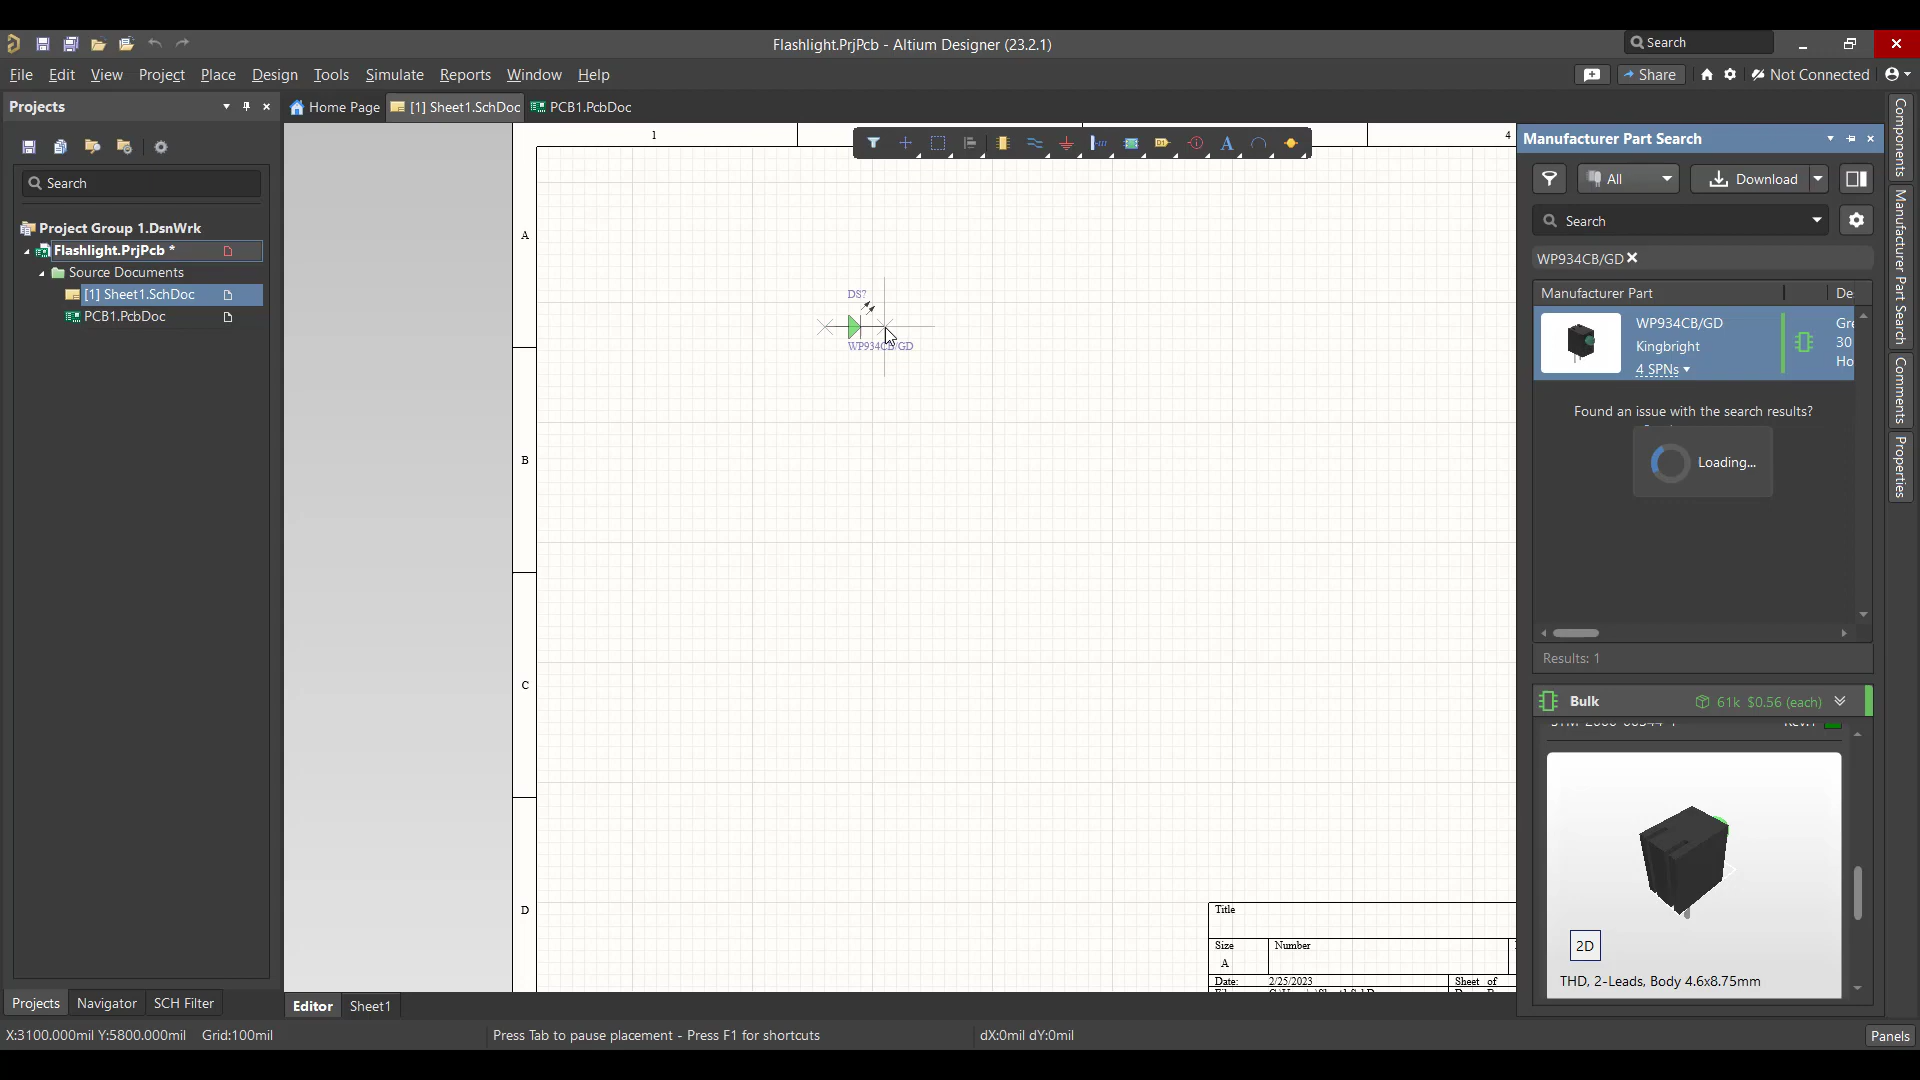 Flashlight.PrjPcb - Altium Designer (23.2.1)
Search
File Edit View Project Place Design Tools Simulate Reports Window Help
Share
Not Connected
Projects
Home Page
[1] Sheet1.SchDoc
PCB1.PcbDoc
Search
Project Group 1.DsnWrk
Flashlight.PrjPcb *
Source Documents
[1] Sheet1.SchDoc
PCB1.PcbDoc
Projects Navigator SCH Filter
1
4
A
B
C
D
DS?
WP934CB/GD
Title
Size
Number
A
Date:
2/25/2023
Sheet of
Editor Sheet1
Manufacturer Part Search
All
Download
Search
WP934CB/GD
Manufacturer Part
De
WP934CB/GD
Kingbright
4 SPNs
Gre
30
Ho
Found an issue with the search results?
Loading...
Results: 1
Bulk
61k $0.56 (each)
2D
THD, 2-Leads, Body 4.6x8.75mm
Components
Manufacturer Part Search
Comments
Properties
X:3100.000mil Y:5800.000mil Grid:100mil
Press Tab to pause placement - Press F1 for shortcuts
dX:0mil dY:0mil
Panels